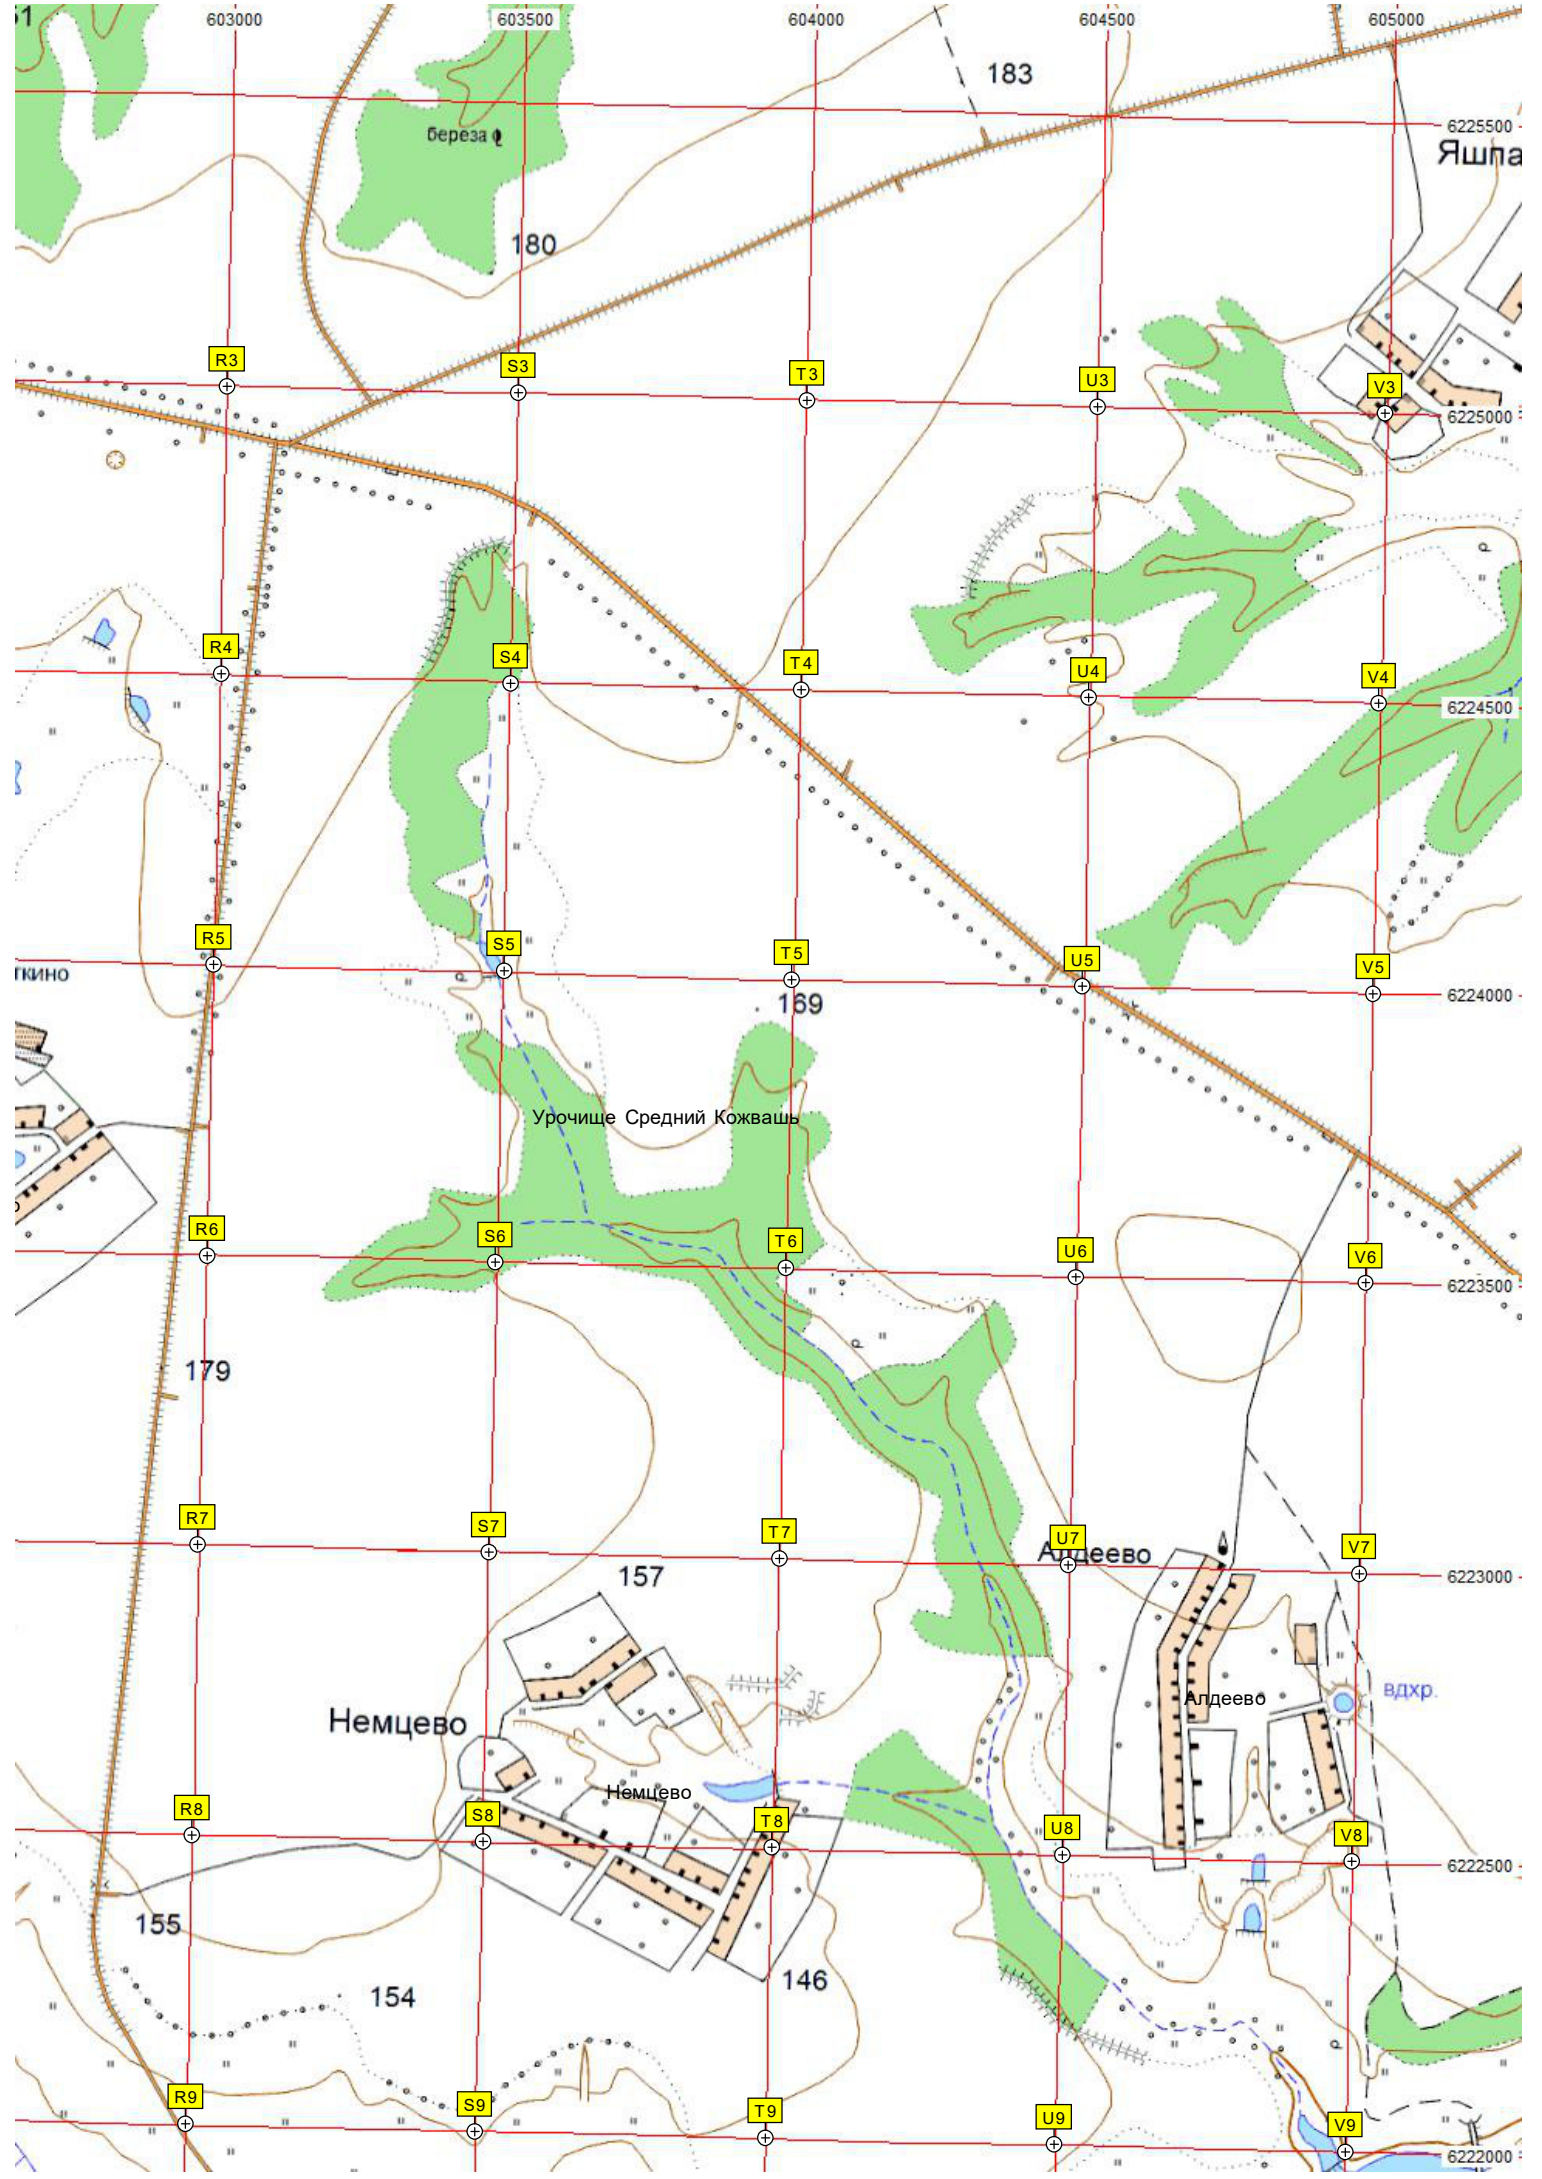 603000 603500 604000 604500 605000
183
6225500
береза
180
R3 S3 T3 U3 V3
6225000
R4 S4 T4 U4 V4
6224500
R5 S5 T5 U5 V5
6224000
169
Урочище Средний Кожвашь
R6 S6 T6 U6 V6
6223500
179
R7 S7 T7 U7 V7
Алдеево
6223000
157
вдхр.
Алдеево
Немцево
Немцево
R8 S8 T8 U8 V8
6222500
155
154
146
R9 S9 T9 U9 V9
6222000